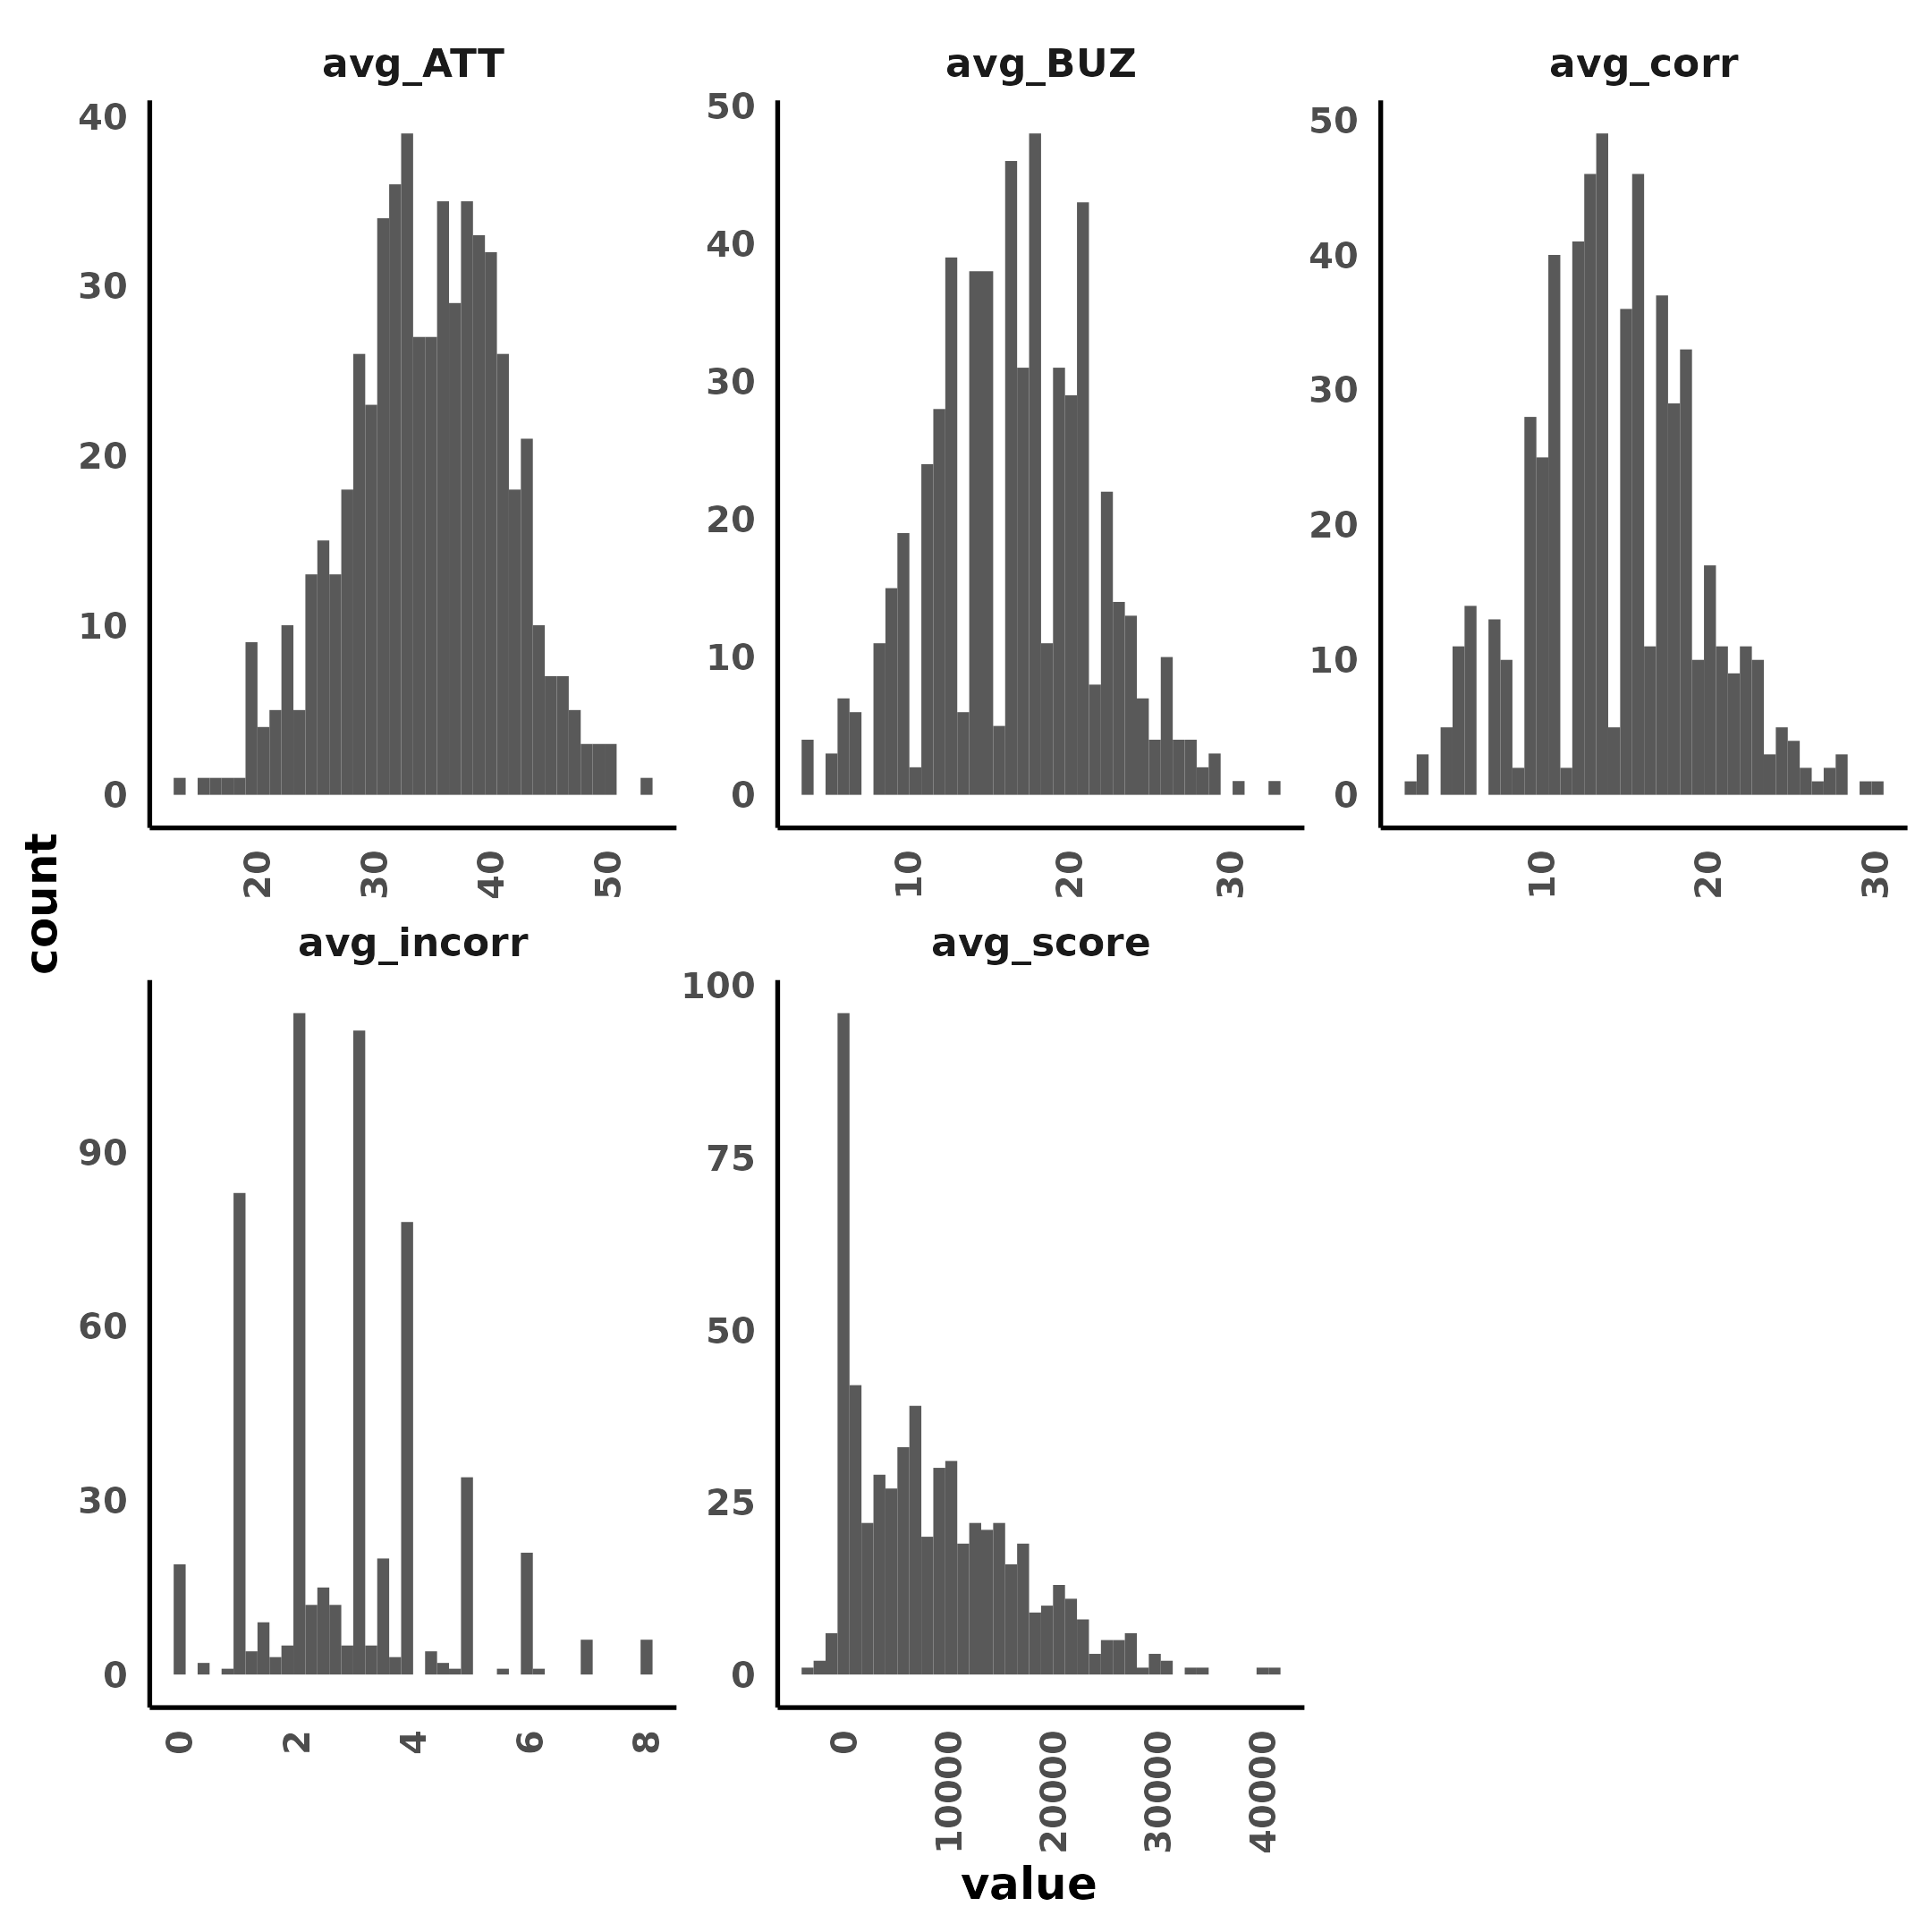 avg_ATT avg_BUZ avg_corr
40 30 20 10 0
50 40 30 20 10 0
50 40 30 20 10 0
20 30 40 50
10 20 30
10 20 30
count
avg_incorr avg_score
90 60 30 0
100 75 50 25 0
0 2 4 6 8
0 10000 20000 30000 40000
value